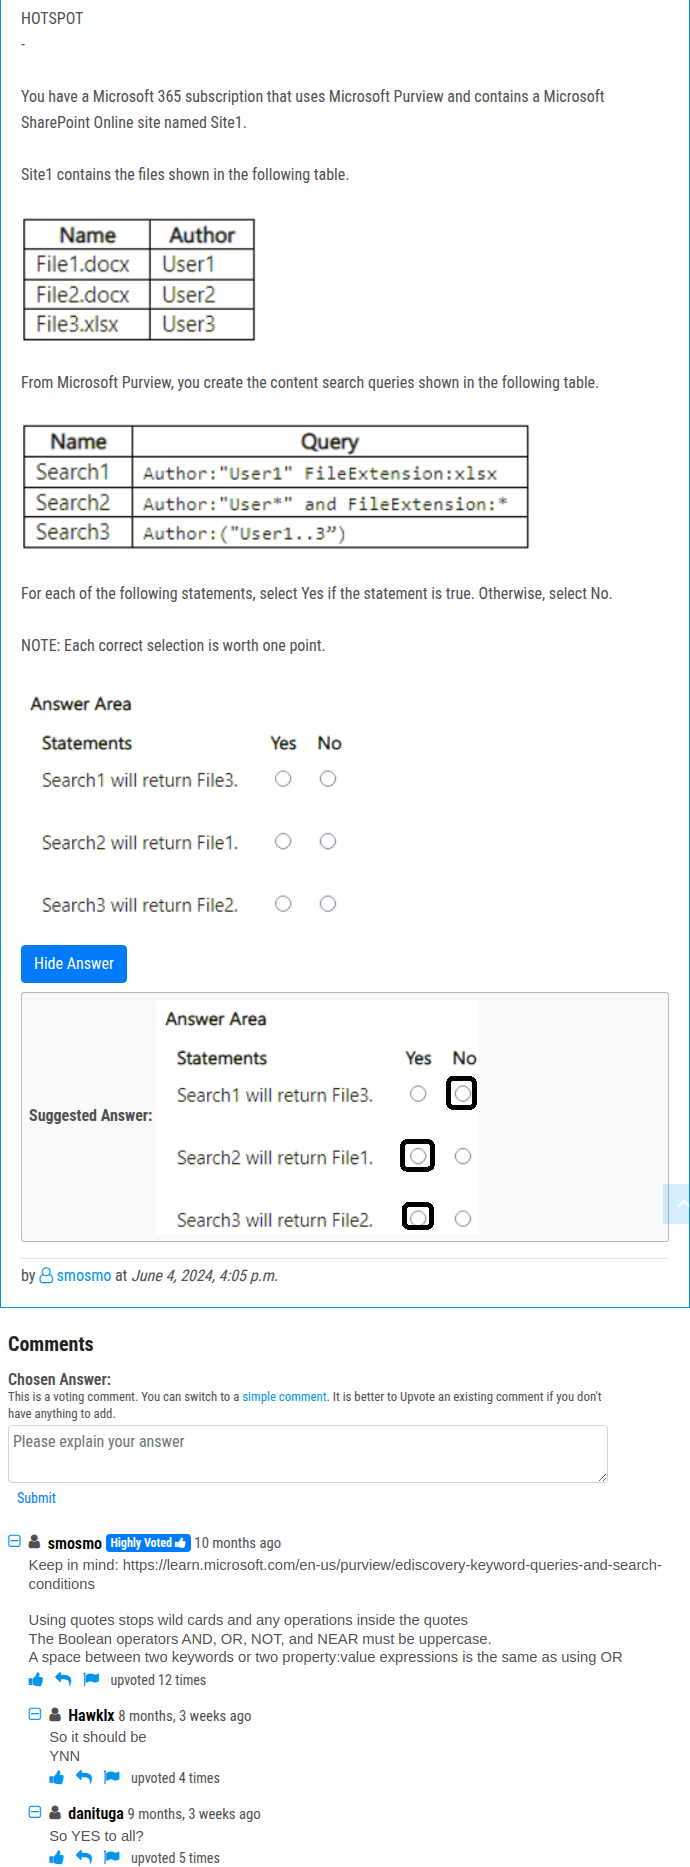 HOTSPOT
-
You have a Microsoft 365 subscription that uses Microsoft Purview and contains a Microsoft
SharePoint Online site named Site1.
Site1 contains the files shown in the following table.
Name Author
File1.docx User1
File2.docx User2
File3.xlsx User3
From Microsoft Purview, you create the content search queries shown in the following table.
Name Query
Search1 Author:"User1" FileExtension:xlsx
Search2 Author:"User*" and FileExtension:*
Search3 Author:("User1..3”)
For each of the following statements, select Yes if the statement is true. Otherwise, select No.
NOTE: Each correct selection is worth one point.
Answer Area
Statements Yes No
Search1 will return File3.
Search2 will return File1.
Search3 will return File2.
Hide Answer
Answer Area
Statements Yes No
Search1 will return File3.
Suggested Answer:
Search2 will return File1.
Search3 will return File2.
by smosmo at June 4, 2024, 4:05 p.m.
Comments
Chosen Answer:
This is a voting comment. You can switch to a simple comment. It is better to Upvote an existing comment if you don't
have anything to add.
Please explain your answer
Submit
smosmo Highly Voted 10 months ago
Keep in mind: https://learn.microsoft.com/en-us/purview/ediscovery-keyword-queries-and-search-
conditions
Using quotes stops wild cards and any operations inside the quotes
The Boolean operators AND, OR, NOT, and NEAR must be uppercase.
A space between two keywords or two property:value expressions is the same as using OR
upvoted 12 times
Hawklx 8 months, 3 weeks ago
So it should be
YNN
upvoted 4 times
danituga 9 months, 3 weeks ago
So YES to all?
upvoted 5 times